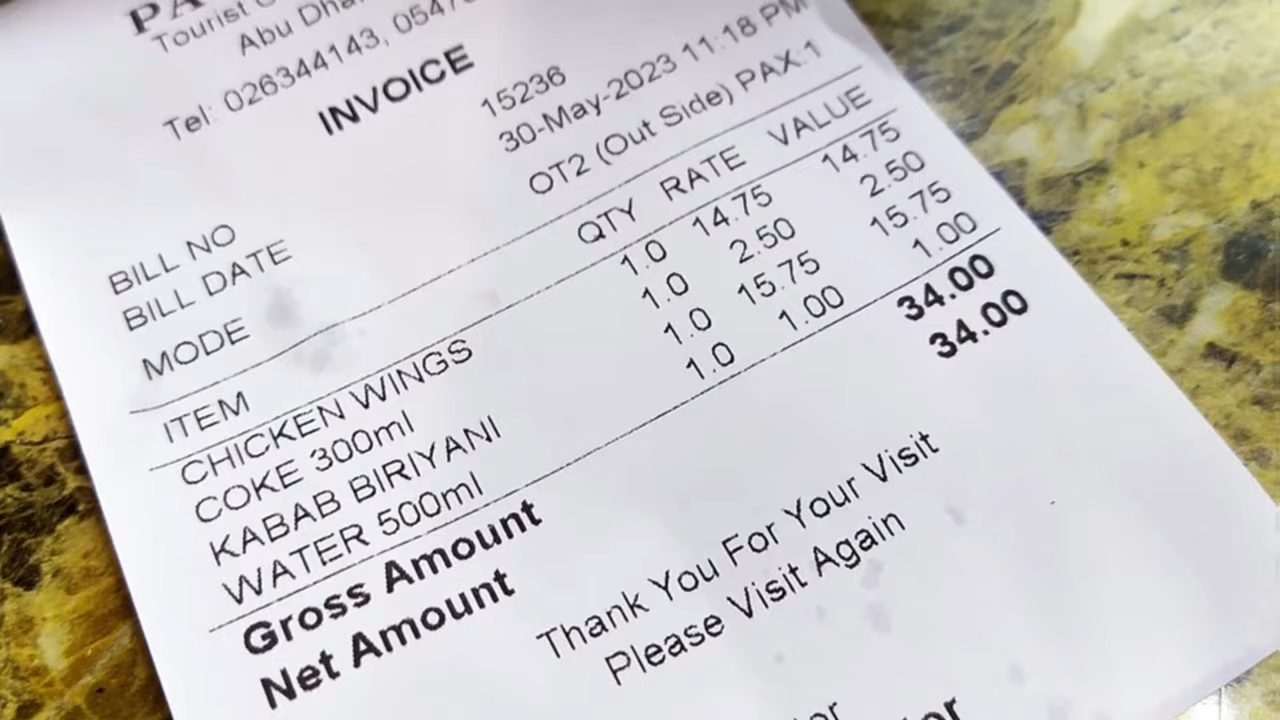 PA
Tourist
Abu Dha
Tel: 026344143, 0547
INVOICE
BILL NO 15236
BILL DATE 30-May-2023 11:18 PM
MODE OT2 (Out Side) PAX:1
ITEM QTY RATE VALUE
CHICKEN WINGS 1.0 14.75 14.75
COKE 300ml 1.0 2.50 2.50
KABAB BIRIYANI 1.0 15.75 15.75
WATER 500ml 1.0 1.00 1.00
Gross Amount 34.00
Net Amount 34.00
Thank You For Your Visit
Please Visit Again